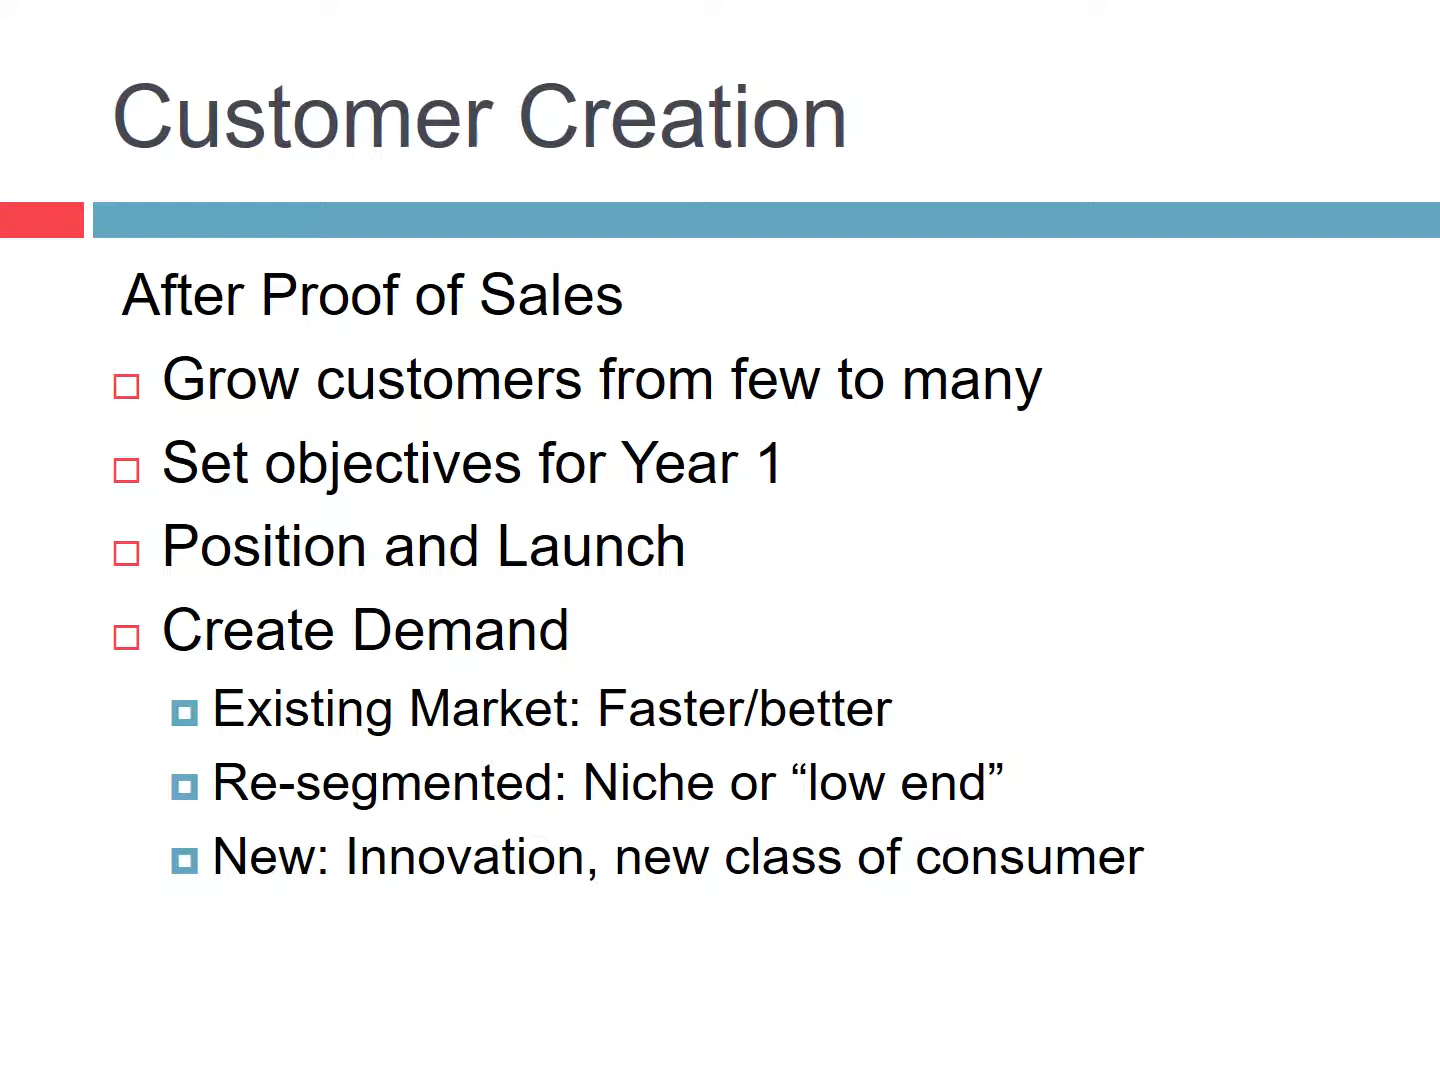 Customer Creation
After Proof of Sales
Grow customers from few to many
Set objectives for Year 1
Position and Launch
Create Demand
Existing Market: Faster/better
Re-segmented: Niche or “low end”
New: Innovation, new class of consumer